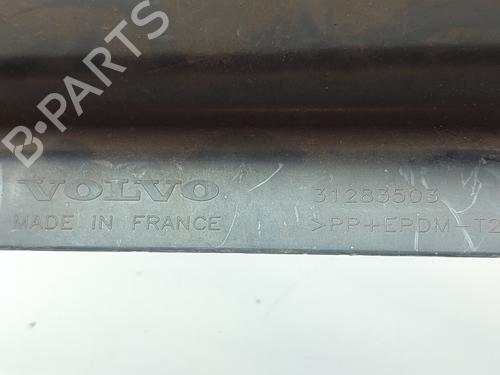 B-PARTS
VOLVO 31283503
MADE IN FRANCE >PP+EPDM-T2